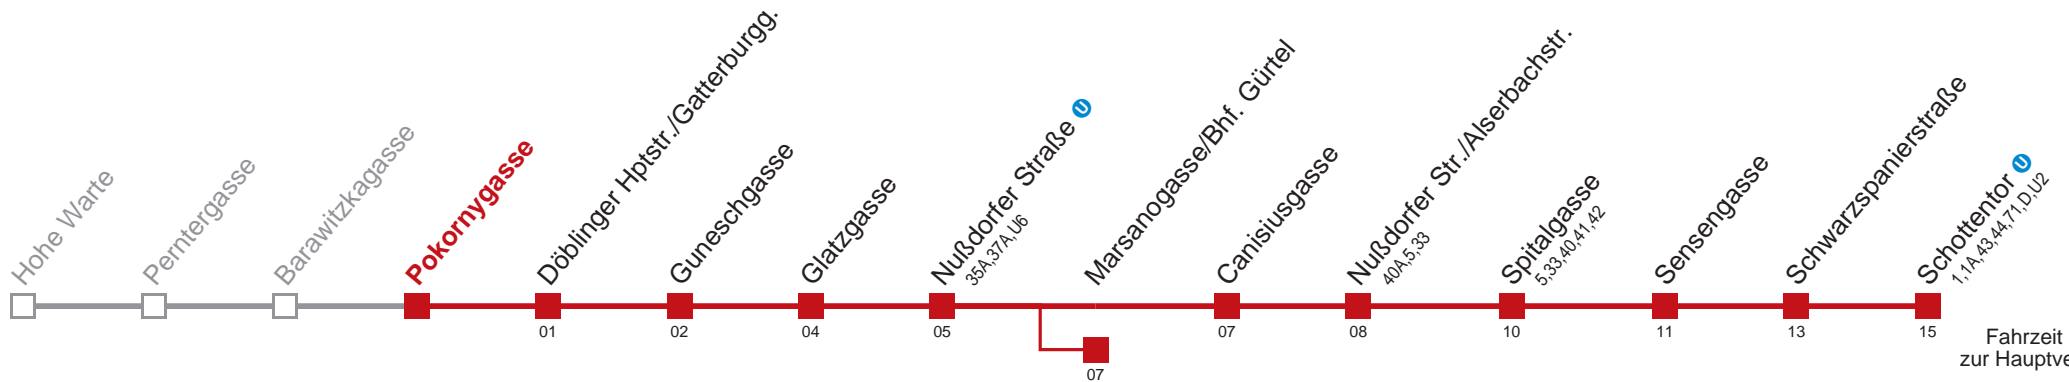 Hohe Warte
Perntergasse
Barawitzkagasse
Pokornygasse
Döblinger Hptstr./Gatterburgg.
01
Guneschgasse
02
Glatzgasse
04
Nußdorfer Straße U
35A,37A,U6
05
Marsanogasse/Bhf. Gürtel
07
Canisiusgasse
07
Nußdorfer Str./Alserbachstr.
40A,5,33
08
Spitalgasse
5,33,40,41,42
10
Sensengasse
11
Schwarzspanierstraße
13
Schottentor U
1,1A,43,44,71,D,U2
15
Fahrzeit
zur Hauptve